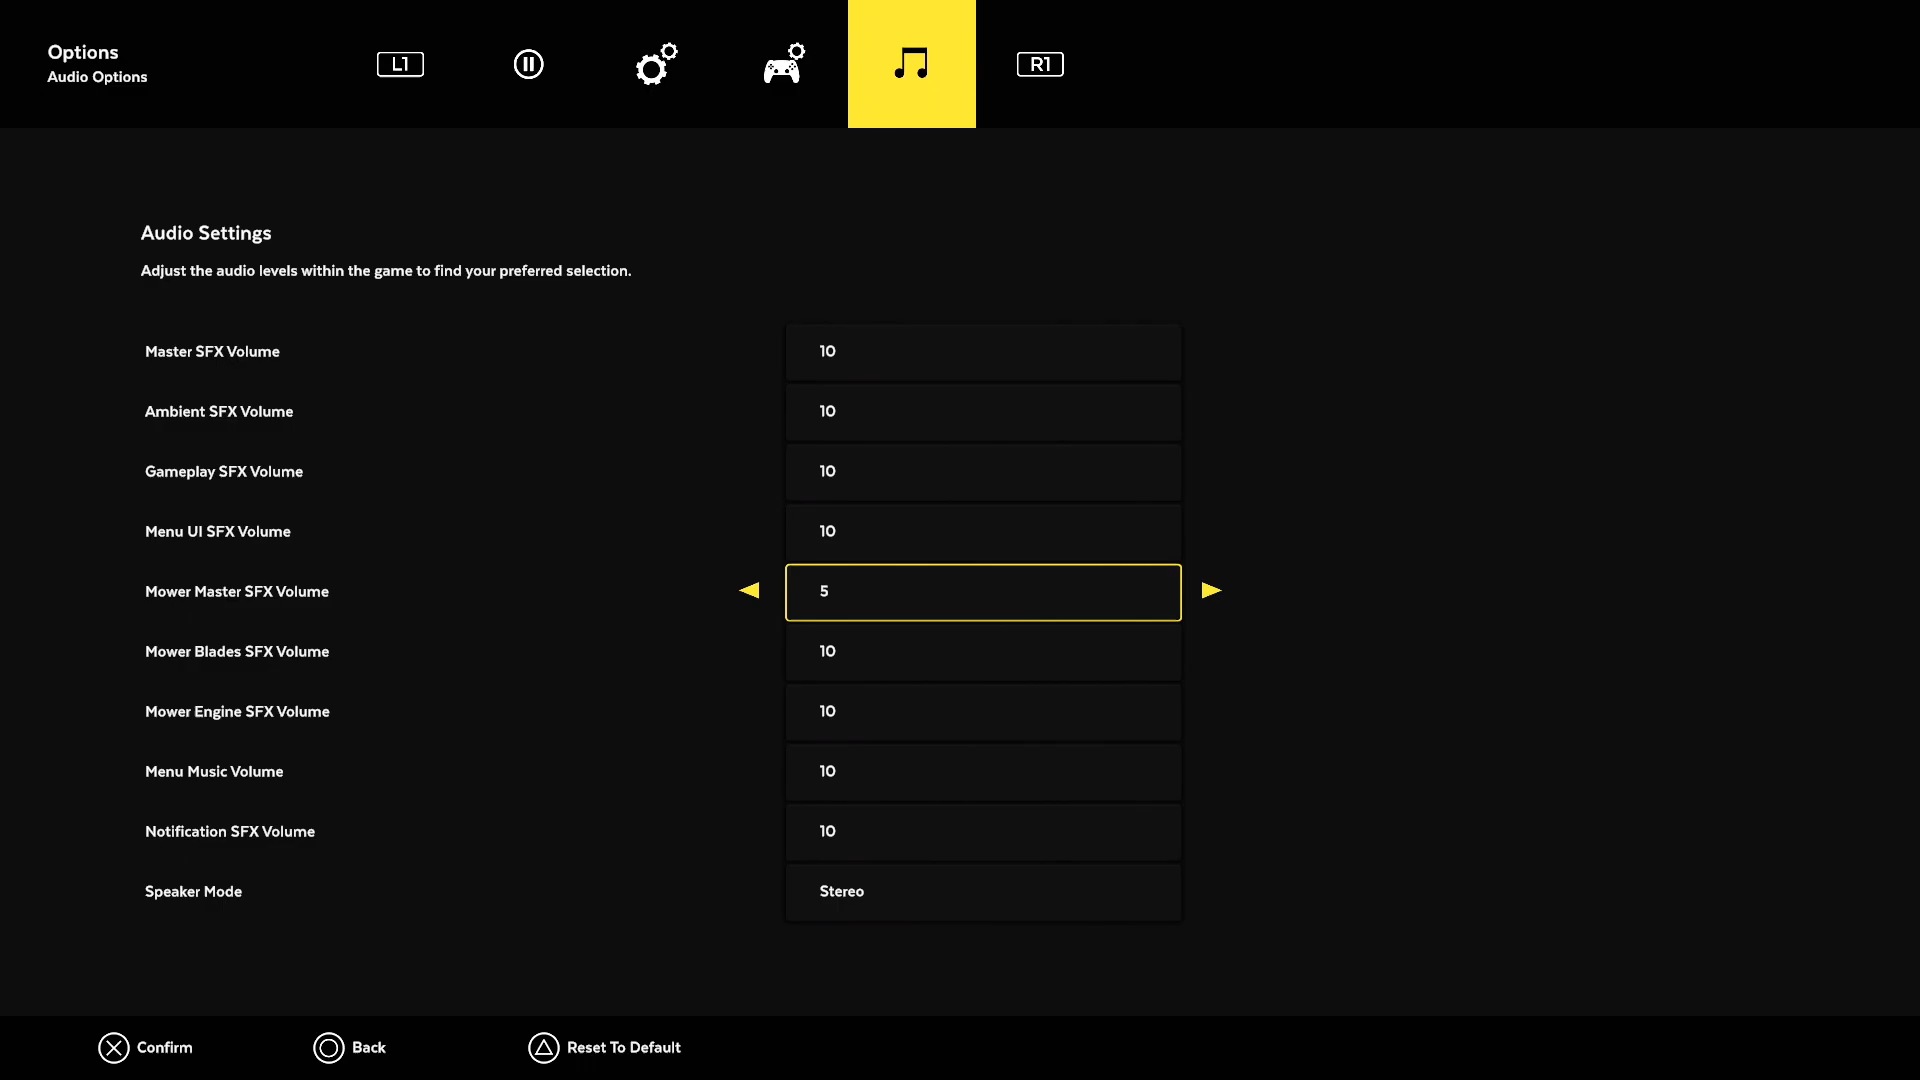 Options
Audio Options
L1
R1
Audio Settings
Adjust the audio levels within the game to find your preferred selection.
Master SFX Volume 10
Ambient SFX Volume 10
Gameplay SFX Volume 10
Menu UI SFX Volume 10
Mower Master SFX Volume 5
Mower Blades SFX Volume 10
Mower Engine SFX Volume 10
Menu Music Volume 10
Notification SFX Volume 10
Speaker Mode Stereo
Confirm Back Reset To Default